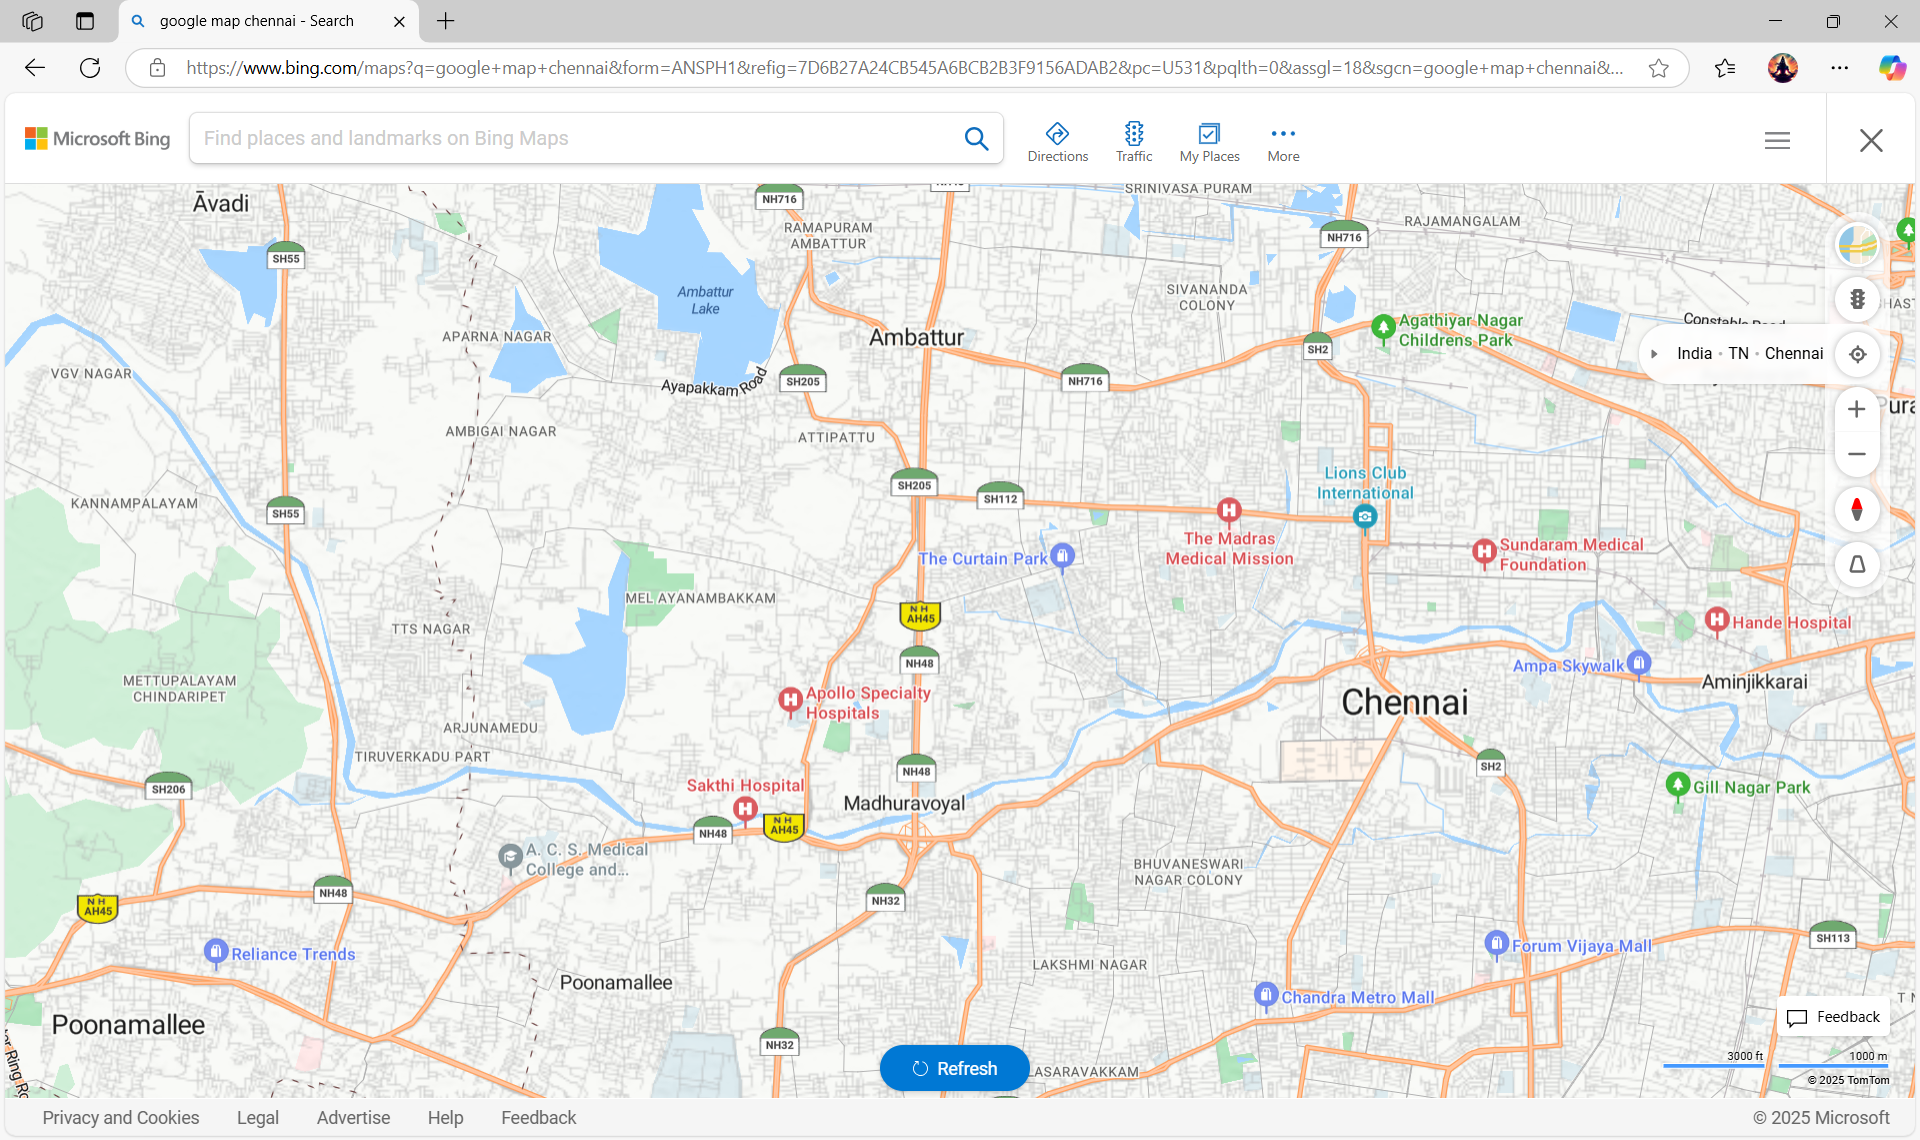 google map chennai - Search
https://www.bing.com/maps?q=google+map+chennai&form=ANSPH1&refig=7D6B27A24CB545A6BCB2B3F9156ADAB2&pc=U531&pqlth=0&assgl=18&sgcn=google+map+chennai&...
Microsoft Bing
Find places and landmarks on Bing Maps
Directions
Traffic
My Places
More
Āvadi
NH716
SRINIVASA PURAM
RAJAMANGALAM
RAMAPURAM
AMBATTUR
NH716
SH55
SIVANANDA
COLONY
Ambattur
Lake
Agathiyar Nagar
Childrens Park
APARNA NAGAR
Ambattur
SH2
India • TN • Chennai
VGV NAGAR
Ayapakkam Road
SH205
NH716
AMBIGAI NAGAR
ATTIPATTU
Lions Club
International
SH205
SH112
KANNAMPALAYAM
SH55
The Madras
Medical Mission
Sundaram Medical
Foundation
The Curtain Park
MEL AYANAMBAKKAM
NH
AH45
TTS NAGAR
Hande Hospital
NH48
Ampa Skywalk
METTUPALAYAM
CHINDARIPET
Aminjikkarai
Apollo Specialty
Hospitals
Chennai
ARJUNAMEDU
TIRUVERKADU PART
NH48
SH2
SH206
Sakthi Hospital
Gill Nagar Park
Madhuravoyal
NH48
NH
AH45
A. C. S. Medical
College and...
BHUVANESWARI
NAGAR COLONY
NH48
NH32
NH
AH45
SH113
Reliance Trends
Forum Vijaya Mall
LAKSHMI NAGAR
Poonamallee
Chandra Metro Mall
Poonamallee
Feedback
NH32
3000 ft
1000 m
Refresh
LASARAVAKKAM
© 2025 TomTom
Privacy and Cookies
Legal
Advertise
Help
Feedback
© 2025 Microsoft